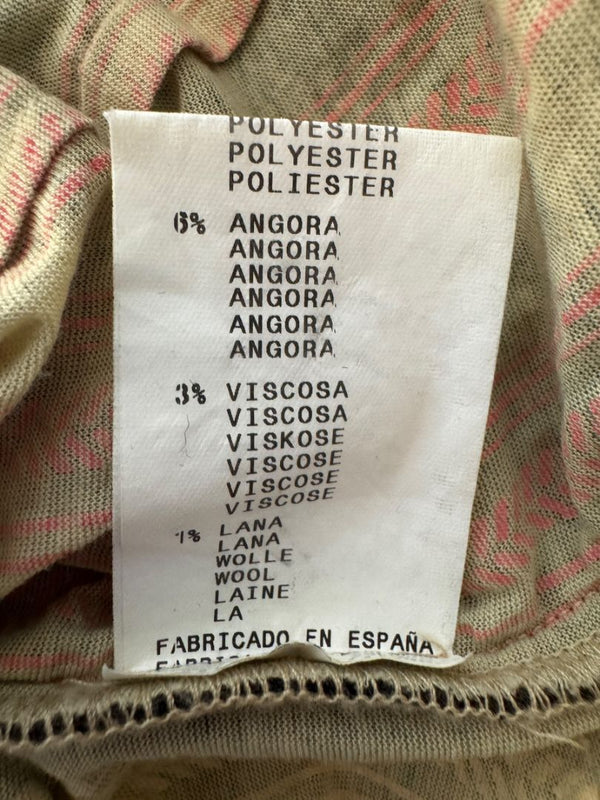 POLYESTER
POLYESTER
POLIESTER
6% ANGORA
ANGORA
ANGORA
ANGORA
ANGORA
ANGORA
3% VISCOSA
VISCOSA
VISKOSE
VISCOSE
VISCOSE
VISCOSE
1% LANA
LANA
WOLLE
WOOL
LAINE
LA
FABRICADO EN ESPAÑA